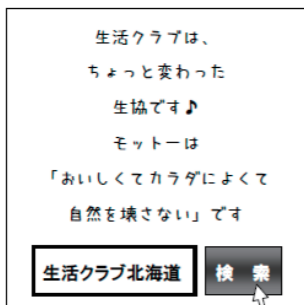 生活クラブは、
ちょっと変わった
生協です♪
モットーは
「おいしくてカラダによくて
自然を壊さない」です
生活クラブ北海道 検 索